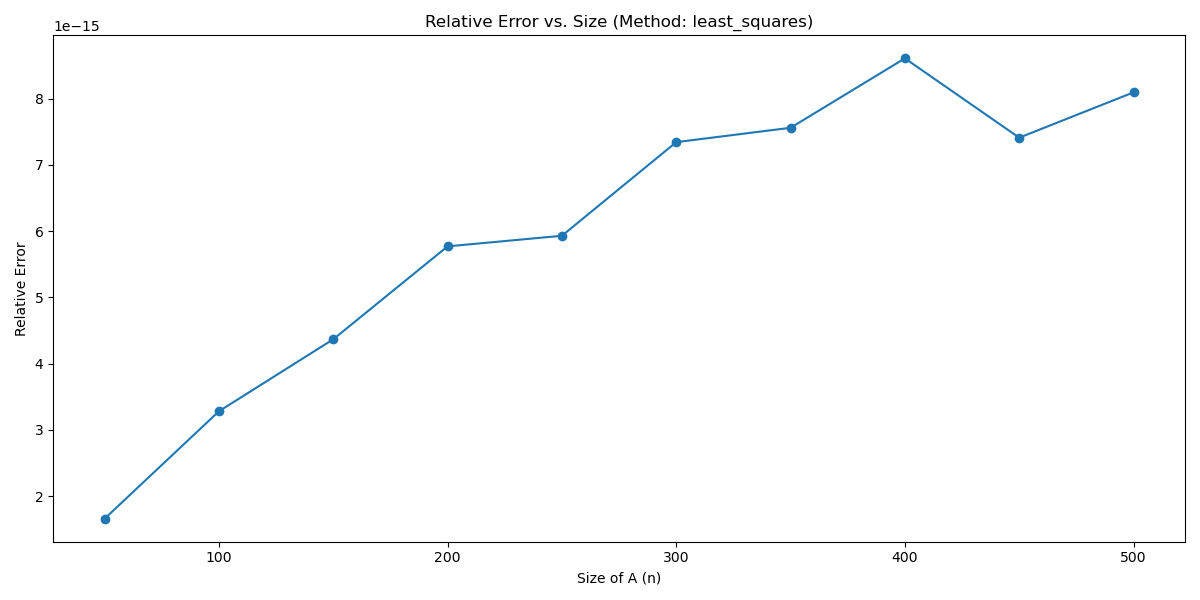 Relative Error vs. Size (Method: least_squares)
1e−15
8
7
6
5
4
3
2
Relative Error
100 200 300 400 500
Size of A (n)